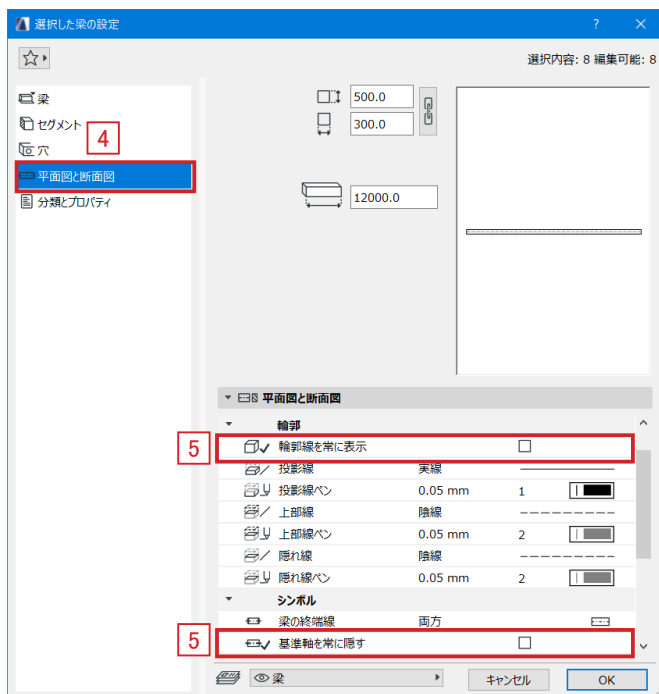 選択した梁の設定 ? ×
選択内容: 8 編集可能: 8
梁
セグメント
4
穴
平面図と断面図
分類とプロパティ
500.0
300.0
12000.0
平面図と断面図
輪郭
5 輪郭線を常に表示
投影線 実線
投影線ペン 0.05 mm 1
上部線 陰線
上部線ペン 0.05 mm 2
隠れ線 陰線
隠れ線ペン 0.05 mm 2
シンボル
梁の終端線 両方
5 基準軸を常に隠す
梁 キャンセル OK